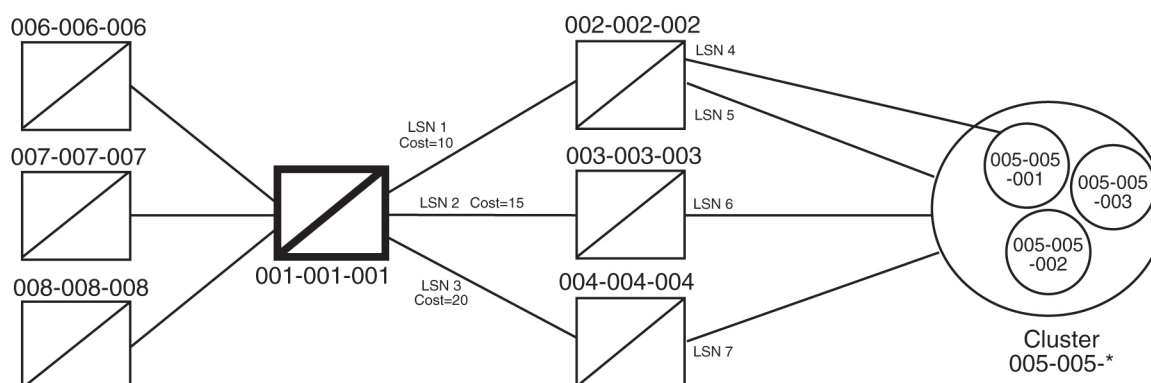 006-006-006
002-002-002
LSN 4
LSN 1
Cost=10
LSN 5
007-007-007
003-003-003
005-005
-001
005-005
-003
LSN 2 Cost=15
LSN 6
005-005
-002
001-001-001
008-008-008
LSN 3
Cost=20
004-004-004
LSN 7
Cluster
005-005-*